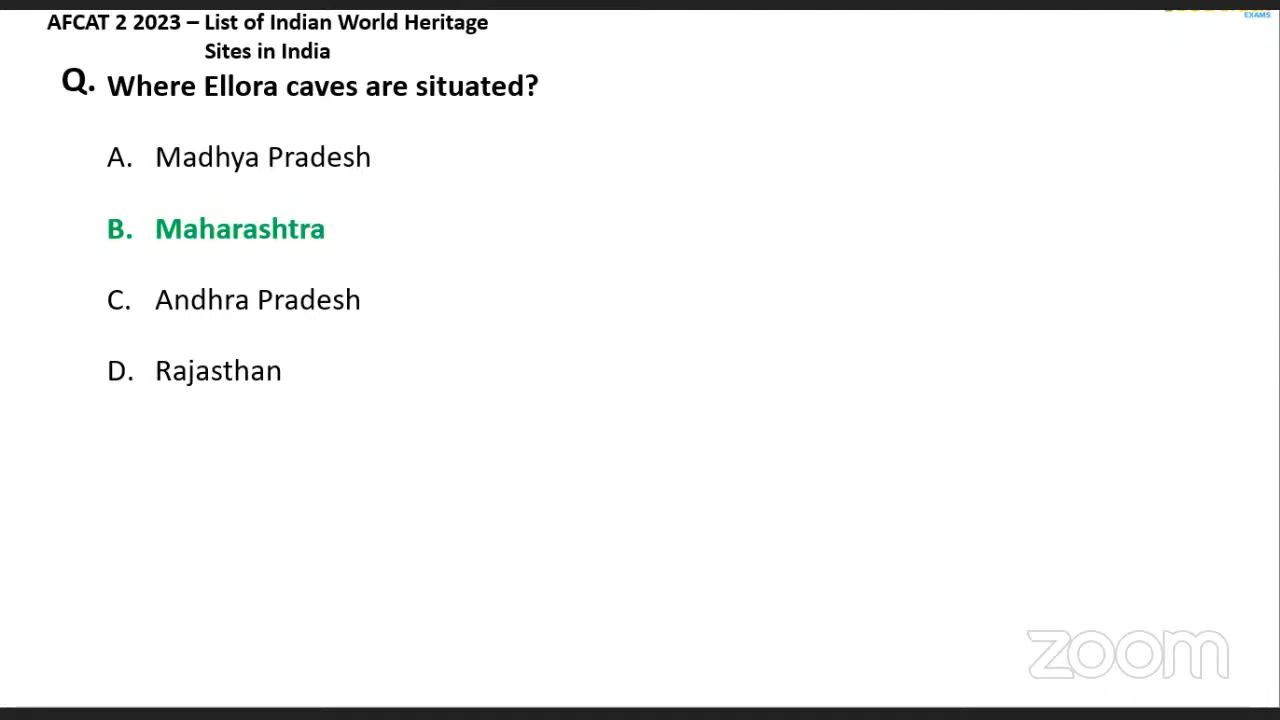 AFCAT 2 2023 – List of Indian World Heritage
Sites in India
EXAMS
Q. Where Ellora caves are situated?
A. Madhya Pradesh
B. Maharashtra
C. Andhra Pradesh
D. Rajasthan
zoom